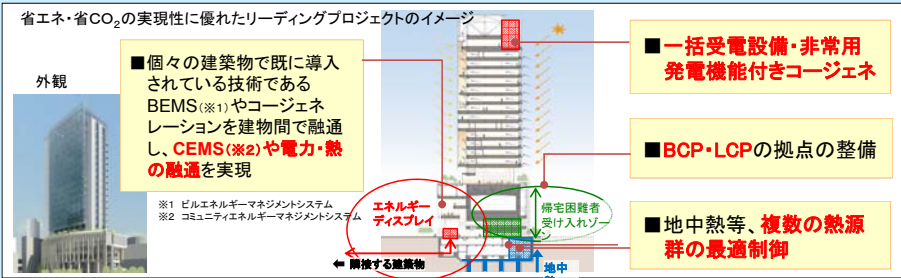 省エネ・省CO2の実現性に優れたリーディングプロジェクトのイメージ
外観
■個々の建築物で既に導入
されている技術である
BEMS(※1)やコージェネ
レーションを建物間で融通
し、CEMS(※2)や電力・熱
の融通を実現
※1 ビルエネルギーマネジメントシステム
※2 コミュニティエネルギーマネジメントシステム
エネルギー
ディスプレイ
← 隣接する建築物
帰宅困難者
受け入れゾー
ン
地中
■一括受電設備・非常用
発電機能付きコージェネ
■BCP・LCPの拠点の整備
■地中熱等、複数の熱源
群の最適制御